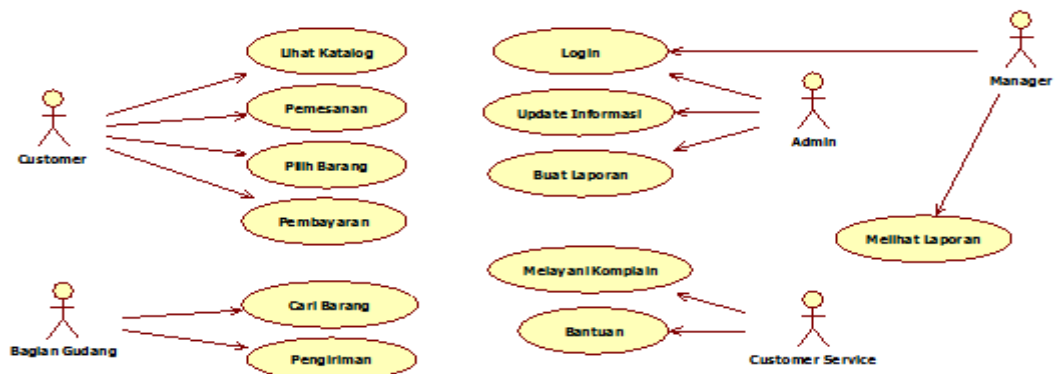 Lihat Katalog
Login
Manager
Pemesanan
Update Informasi
Customer
Admin
Pilih Barang
Buat Laporan
Pembayaran
Melihat Laporan
Melayani Komplain
Cari Barang
Bantuan
Bagian Gudang
Pengiriman
Customer Service